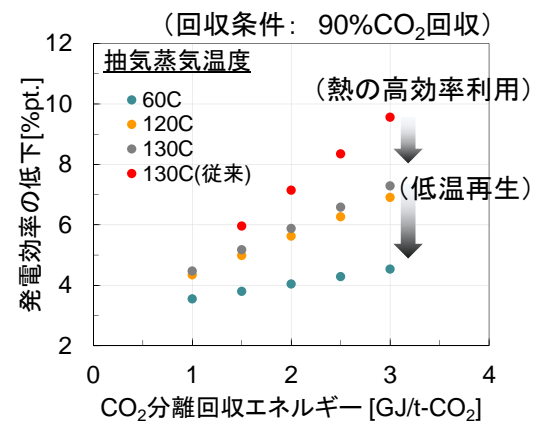 （回収条件： 90%CO₂回収）
抽気蒸気温度
60C
120C
130C
130C(従来)
（熱の高効率利用）
（低温再生）
発電効率の低下[%pt.]
12
10
8
6
4
2
0
1
2
3
4
CO₂分離回収エネルギー [GJ/t-CO₂]